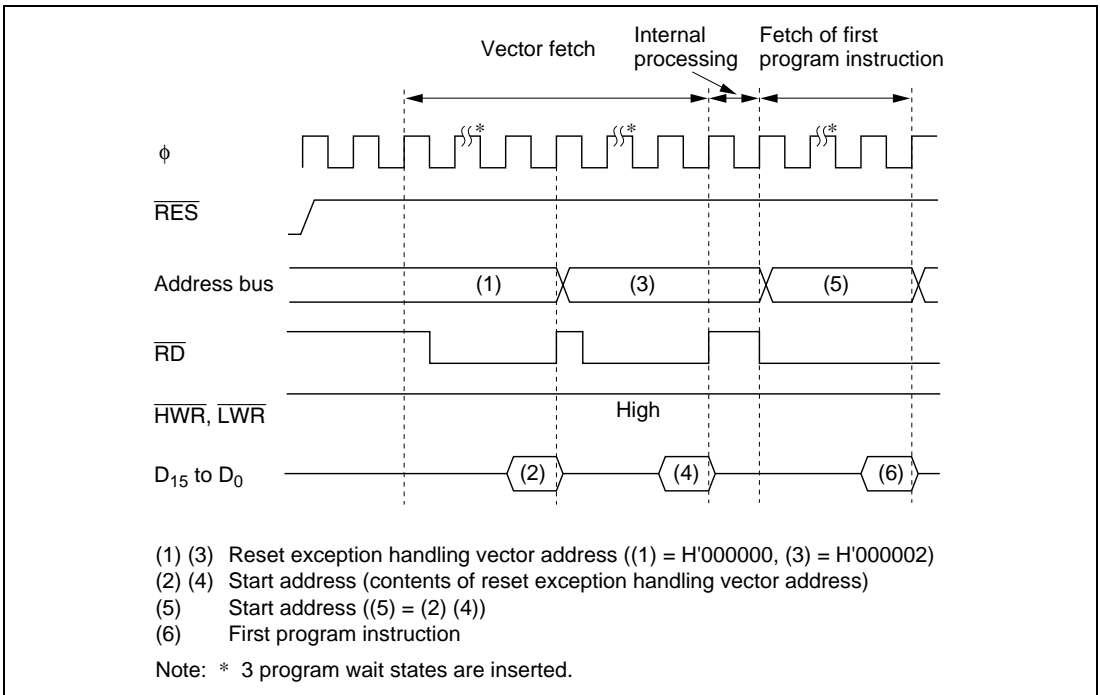 Vector fetch
Internal
processing
Fetch of first
program instruction
*
*
*
ϕ
RES
Address bus
(1)
(3)
(5)
RD
HWR, LWR
High
D15 to D0
(2)
(4)
(6)
(1) (3) Reset exception handling vector address ((1) = H'000000, (3) = H'000002)
(2) (4) Start address (contents of reset exception handling vector address)
(5) Start address ((5) = (2) (4))
(6) First program instruction
Note: * 3 program wait states are inserted.